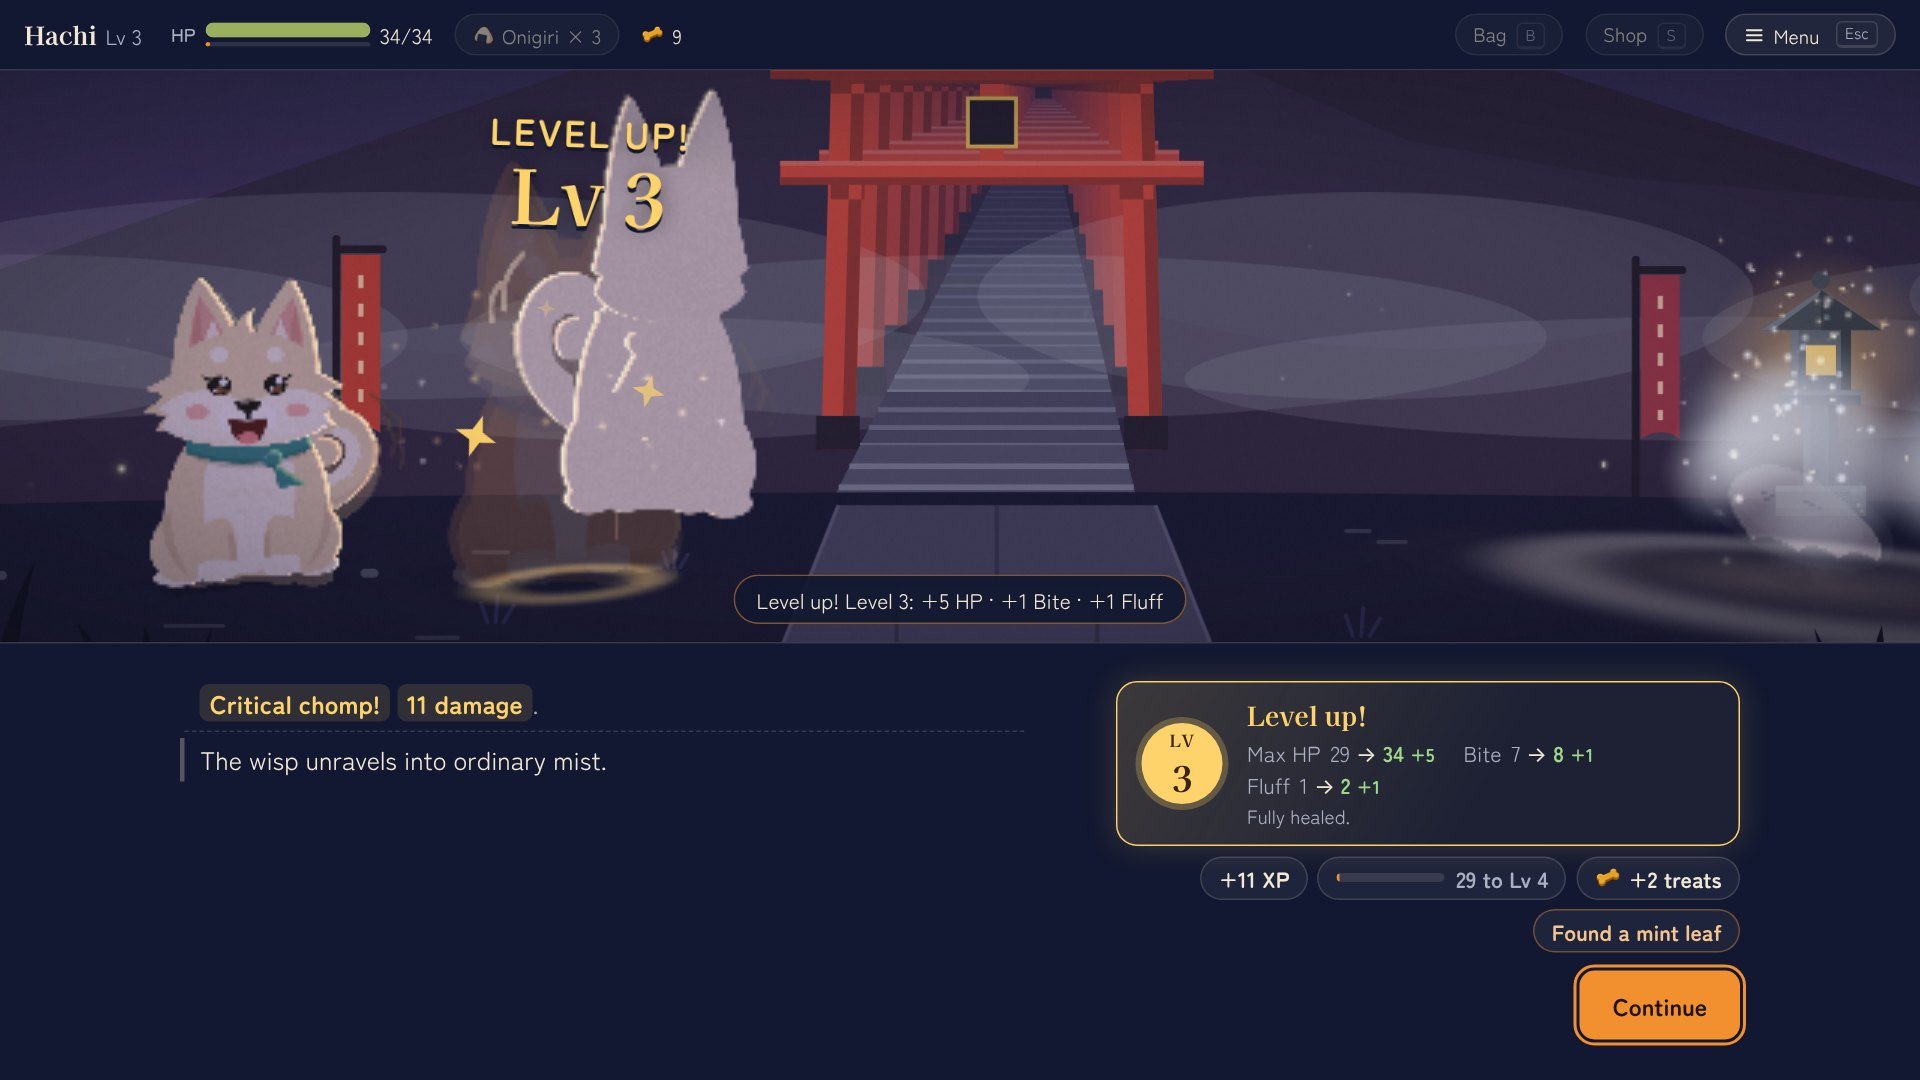 Hachi Lv 3 HP 34/34 Onigiri × 3 9 Bag B Shop S Menu Esc
LEVEL UP!
Lv 3
Level up! Level 3: +5 HP · +1 Bite · +1 Fluff
Critical chomp! 11 damage.
The wisp unravels into ordinary mist.
LV
3
Level up!
Max HP 29 → 34 +5 Bite 7 → 8 +1
Fluff 1 → 2 +1
Fully healed.
+11 XP 29 to Lv 4 +2 treats
Found a mint leaf
Continue